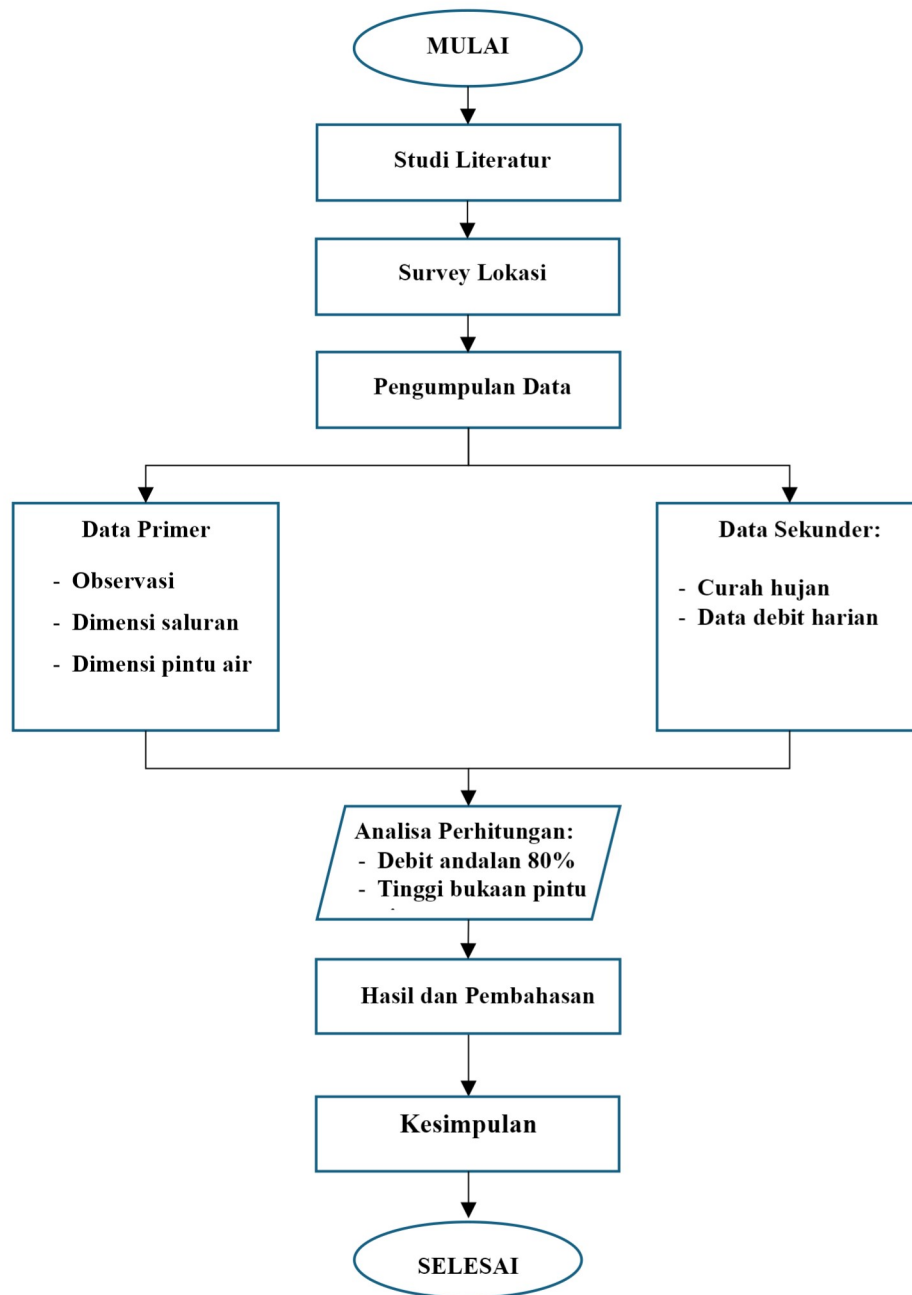 MULAI
Studi Literatur
Survey Lokasi
Pengumpulan Data
Data Primer
- Observasi
- Dimensi saluran
- Dimensi pintu air
Data Sekunder:
- Curah hujan
- Data debit harian
Analisa Perhitungan:
- Debit andalan 80%
- Tinggi bukaan pintu
Hasil dan Pembahasan
Kesimpulan
SELESAI